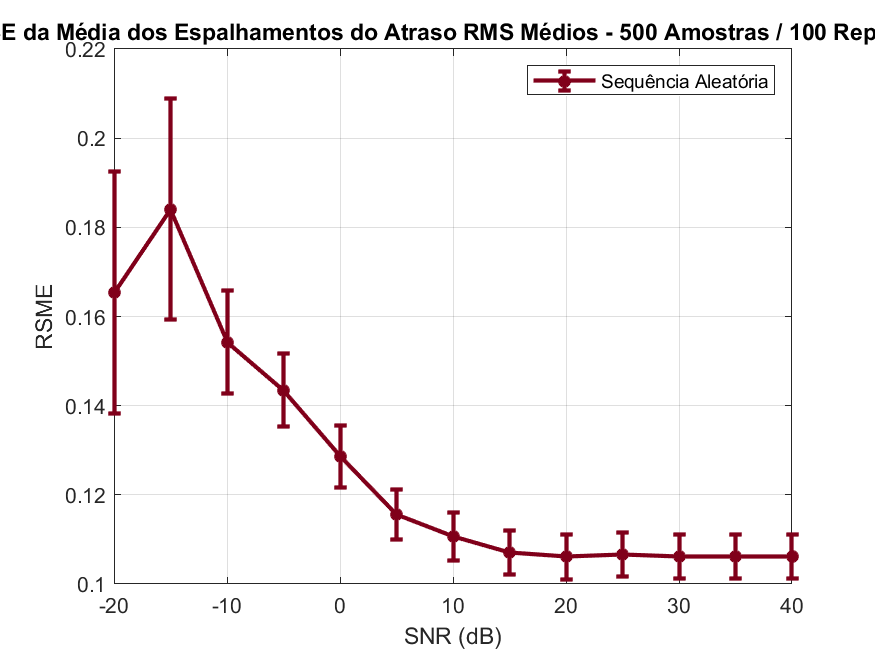 E da Média dos Espalhamentos do Atraso RMS Médios - 500 Amostras / 100 Rep
Sequência Aleatória
0.22
0.2
0.18
0.16
0.14
0.12
0.1
RSME
-20 -10 0 10 20 30 40
SNR (dB)